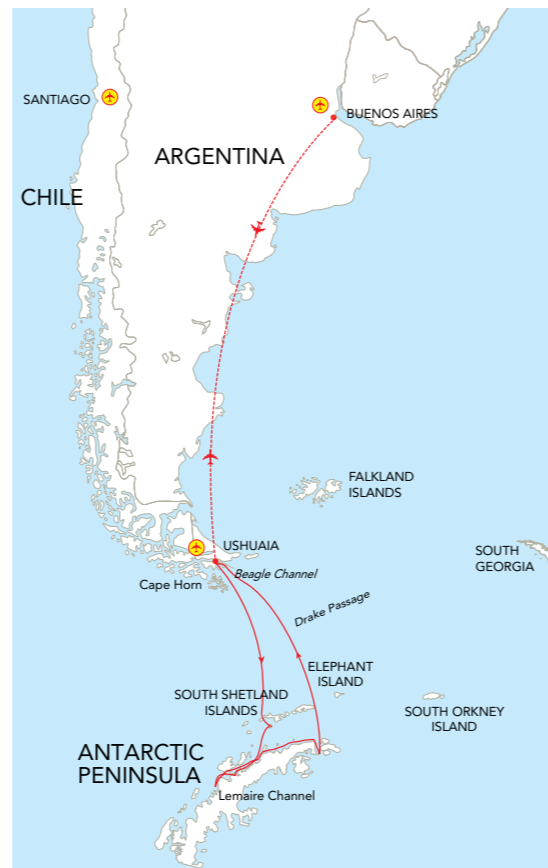 SANTIAGO
BUENOS AIRES
ARGENTINA
CHILE
FALKLAND
ISLANDS
USHUAIA
SOUTH
GEORGIA
Beagle Channel
Cape Horn
Drake Passage
ELEPHANT
ISLAND
SOUTH SHETLAND
ISLANDS
SOUTH ORKNEY
ISLAND
ANTARCTIC
PENINSULA
Lemaire Channel